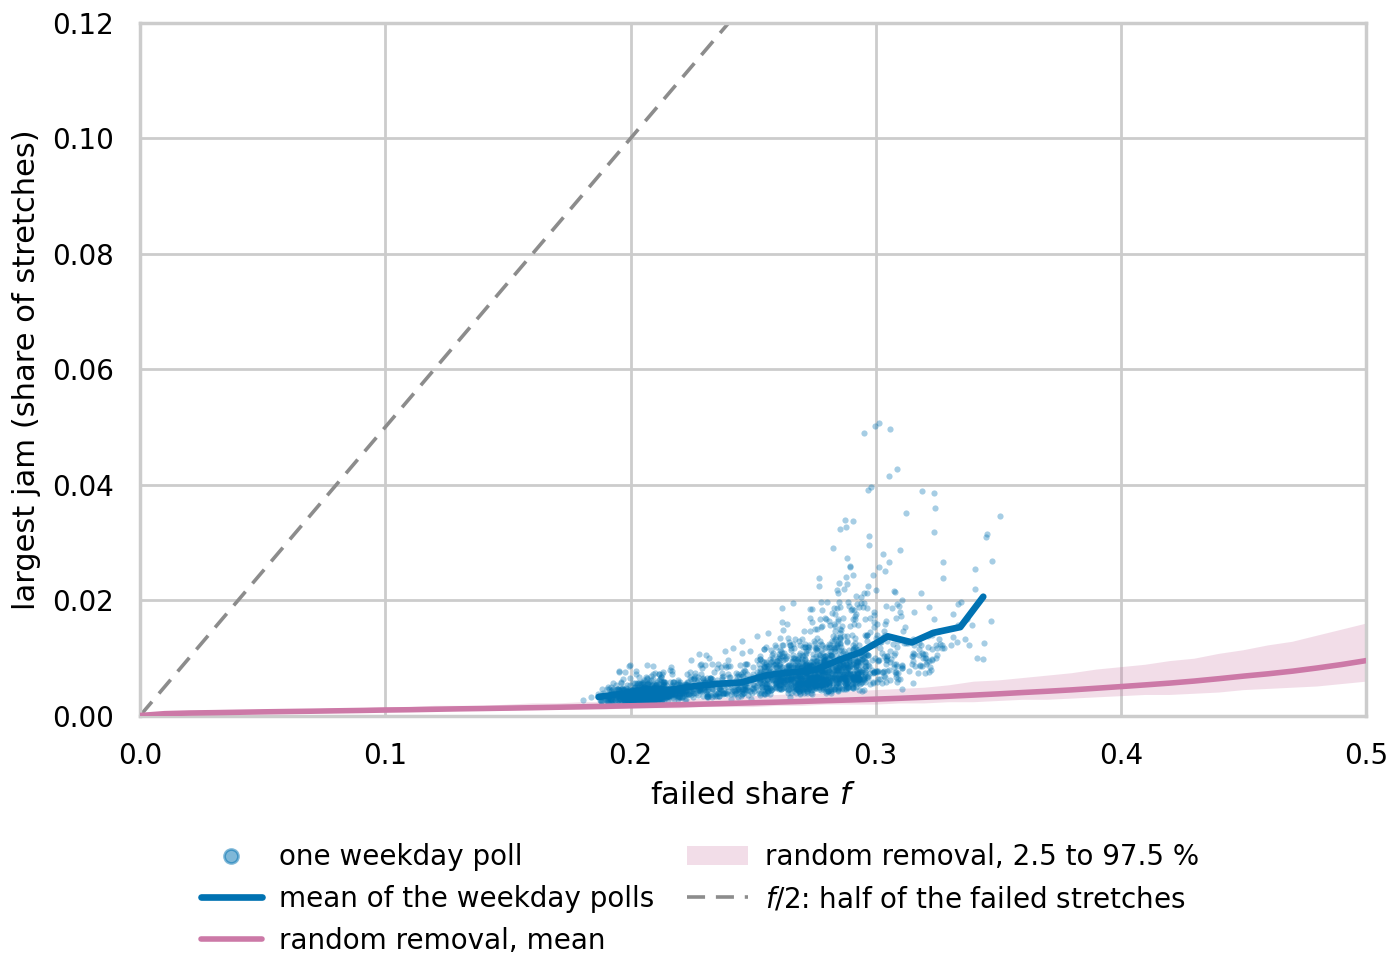 0.12
0.10
0.08
0.06
0.04
0.02
0.00
largest jam (share of stretches)
0.0
0.1
0.2
0.3
0.4
0.5
failed share f
one weekday poll
mean of the weekday polls
random removal, mean
random removal, 2.5 to 97.5 %
f/2: half of the failed stretches